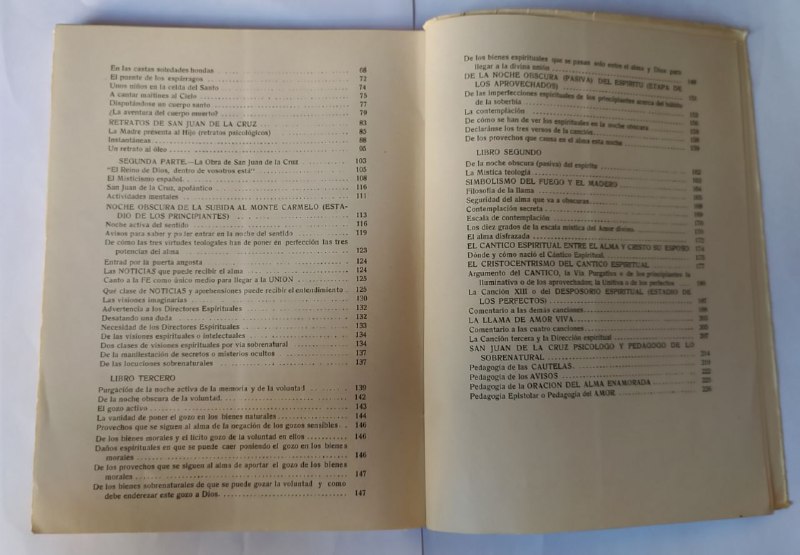 En las castas soledades hondas 68
El puente de los espárragos 72
Unos niños en la celda del Santo 74
A cantar maitines al Cielo 75
Disputándose un cuerpo santo 77
¿La aventura del cuerpo muerto? 79
RETRATOS DE SAN JUAN DE LA CRUZ 83
La Madre presenta al Hijo (retratos psicológicos) 83
Instantáneas 88
Un retrato al óleo 95
SEGUNDA PARTE.—La Obra de San Juan de la Cruz 103
"El Reino de Dios, dentro de vosotros está" 105
El Misticismo español 108
San Juan de la Cruz, apofántico 116
Actividades mentales 111
NOCHE OBSCURA DE LA SUBIDA AL MONTE CARMELO (ESTA-
DIO DE LOS PRINCIPIANTES) 113
Noche activa del sentido 116
Avisos para saber y poder entrar en la noche del sentido 119
De cómo las tres virtudes teologales han de poner en perfección las tres
potencias del alma 123
Entrad por la puerta angosta 124
Las NOTICIAS que puede recibir el alma 124
Canto a la FE como único medio para llegar a la UNION 125
Qué clase de NOTICIAS y aprehensiones puede recibir el entendimiento 125
Las visiones imaginarias 130
Advertencia a los Directores Espirituales 132
Desatando una duda 132
Necesidad de los Directores Espirituales 133
De las visiones espirituales o intelectuales 134
Dos clases de visiones espirituales por vía sobrenatural 134
De la manifestación de secretos o misterios ocultos 137
De las locuciones sobrenaturales 137
LIBRO TERCERO
Purgación de la noche activa de la memoria y de la voluntad 139
De la noche obscura de la voluntad. 142
El gozo activo 143
La vanidad de poner el gozo en los bienes naturales 144
Provechos que se siguen al alma de la negación de los gozos sensibles 146
De los bienes morales y el lícito gozo de la voluntad en ellos 146
Daños espirituales en que se puede caer poniendo el gozo en los bienes
morales 146
De los provechos que se siguen al alma de apartar el gozo de los bienes
morales 147
De los bienes sobrenaturales de que se puede gozar la voluntad y como
debe enderezar este gozo a Dios. 147
De los bienes espirituales que se pasan solo entre el alma y Dios para
llegar a la divina unión
DE LA NOCHE OBSCURA (PASIVA) DEL ESPIRITU (ETAPA DE
LOS APROVECHADOS)
De las imperfecciones espirituales de los principiantes acerca del hábito
de la soberbia
La contemplación
De cómo se han de ver los espirituales en la noche obscura
Declaránse los tres versos de la canción
De los provechos que causa en el alma esta noche
LIBRO SEGUNDO
De la noche obscura (pasiva) del espíritu
La Mística teología
SIMBOLISMO DEL FUEGO Y EL MADERO
Filosofía de la llama
Seguridad del alma que va a obscuras
Contemplación secreta
Escala de contemplación
Los diez grados de la escala mística del Amor divino
El alma disfrazada
EL CANTICO ESPIRITUAL ENTRE EL ALMA Y CRISTO SU ESPOSO
Dónde y cómo nació el Cántico Espiritual
EL CRISTOCENTRISMO DEL CANTICO ESPIRITUAL
Argumento del CANTICO, la Vía Purgativa o de los principiantes la
Iluminativa o de los aprovechados; la Unitiva o de los perfectos
La Canción XIII o del DESPOSORIO ESPIRITUAL (ESTADIO DE
LOS PERFECTOS)
Comentario a las demás canciones
LA LLAMA DE AMOR VIVA
Comentario a las cuatro canciones
La Canción tercera y la Dirección espiritual
SAN JUAN DE LA CRUZ PSICOLOGO Y PEDAGOGO DE LO
SOBRENATURAL 214
Pedagogía de las CAUTELAS
Pedagogía de los AVISOS
Pedagogía de la ORACION DEL ALMA ENAMORADA
Pedagogía Epistolar o Pedagogía del AMOR